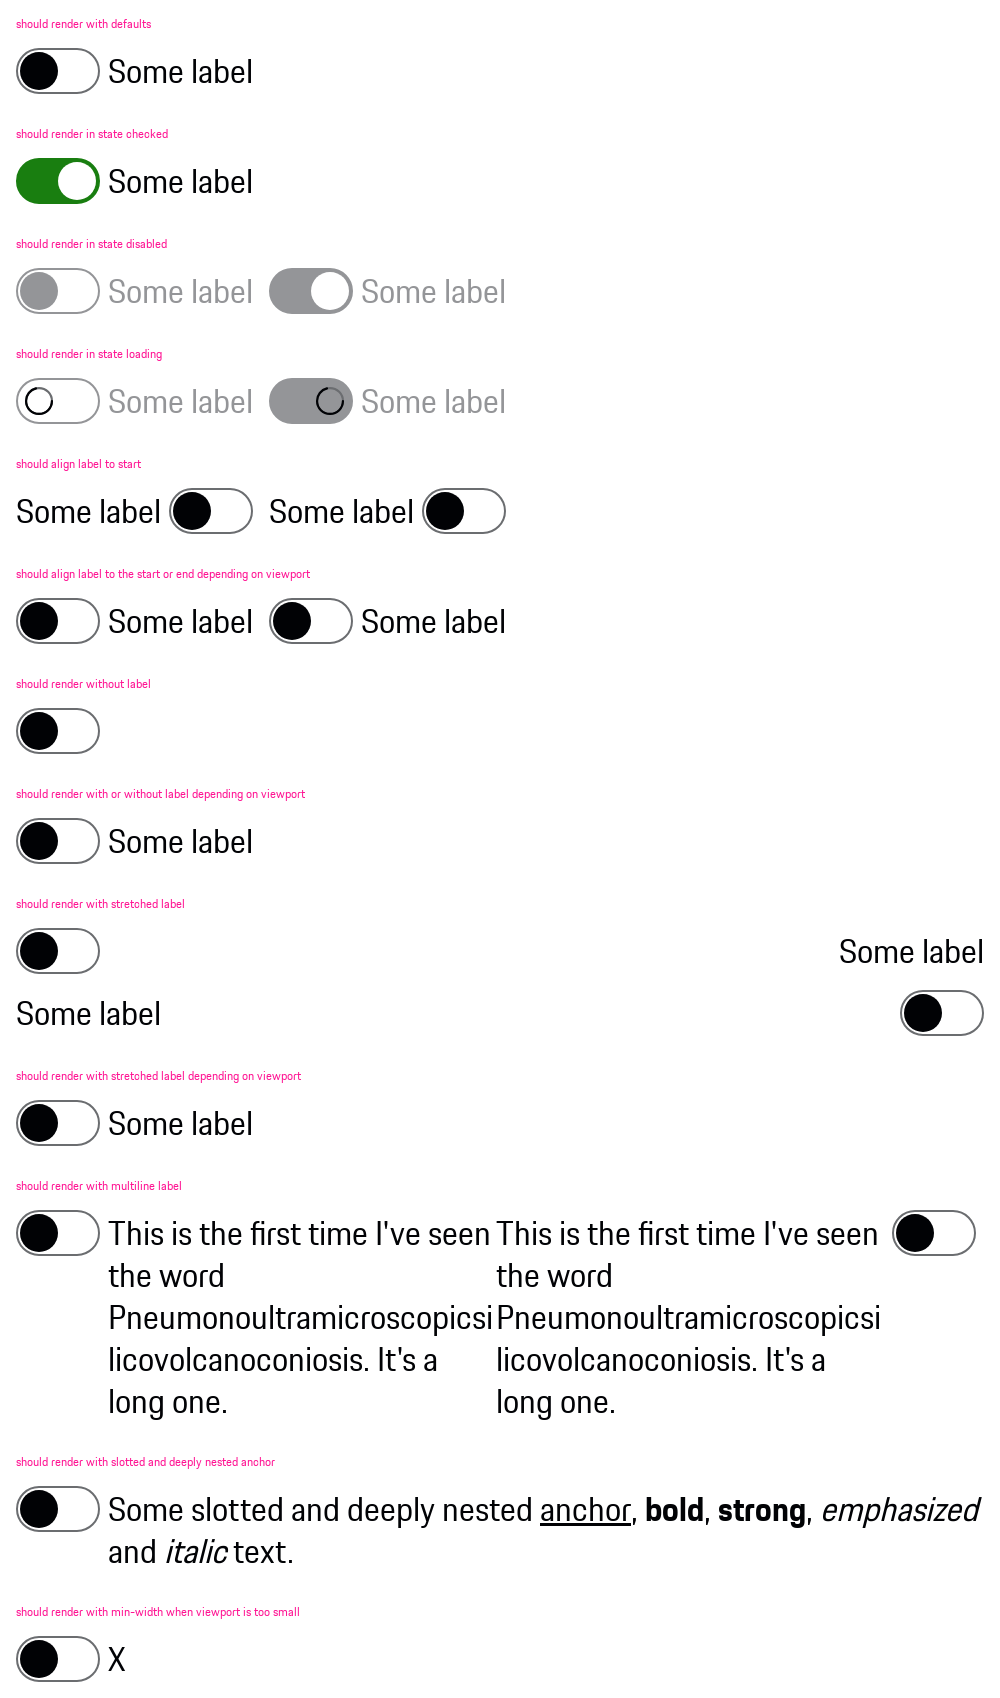 should render with defaults
Some label
should render in state checked
Some label
should render in state disabled
Some label Some label
should render in state loading
Some label Some label
should align label to start
Some label Some label
should align label to the start or end depending on viewport
Some label Some label
should render without label
should render with or without label depending on viewport
Some label
should render with stretched label
Some label
Some label
should render with stretched label depending on viewport
Some label
should render with multiline label
This is the first time I've seen
the word
Pneumonoultramicroscopicsi
licovolcanoconiosis. It's a
long one.
This is the first time I've seen
the word
Pneumonoultramicroscopicsi
licovolcanoconiosis. It's a
long one.
should render with slotted and deeply nested anchor
Some slotted and deeply nested anchor, bold, strong, emphasized
and italic text.
should render with min-width when viewport is too small
X